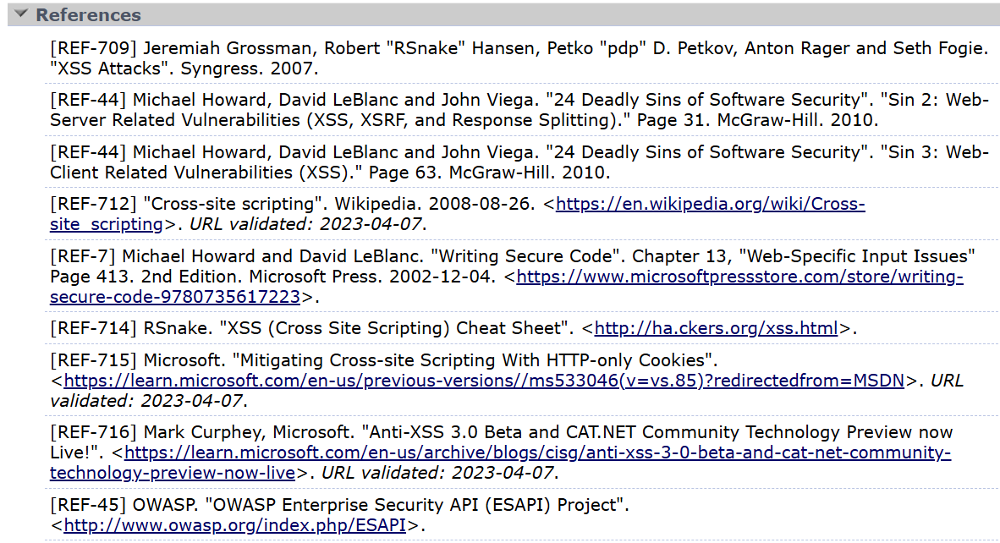 References
[REF-709] Jeremiah Grossman, Robert "RSnake" Hansen, Petko "pdp" D. Petkov, Anton Rager and Seth Fogie.
"XSS Attacks". Syngress. 2007.
[REF-44] Michael Howard, David LeBlanc and John Viega. "24 Deadly Sins of Software Security". "Sin 2: Web-
Server Related Vulnerabilities (XSS, XSRF, and Response Splitting)." Page 31. McGraw-Hill. 2010.
[REF-44] Michael Howard, David LeBlanc and John Viega. "24 Deadly Sins of Software Security". "Sin 3: Web-
Client Related Vulnerabilities (XSS)." Page 63. McGraw-Hill. 2010.
[REF-712] "Cross-site scripting". Wikipedia. 2008-08-26. <https://en.wikipedia.org/wiki/Cross-
site_scripting>. URL validated: 2023-04-07.
[REF-7] Michael Howard and David LeBlanc. "Writing Secure Code". Chapter 13, "Web-Specific Input Issues"
Page 413. 2nd Edition. Microsoft Press. 2002-12-04. <https://www.microsoftpressstore.com/store/writing-
secure-code-9780735617223>.
[REF-714] RSnake. "XSS (Cross Site Scripting) Cheat Sheet". <http://ha.ckers.org/xss.html>.
[REF-715] Microsoft. "Mitigating Cross-site Scripting With HTTP-only Cookies".
<https://learn.microsoft.com/en-us/previous-versions//ms533046(v=vs.85)?redirectedfrom=MSDN>. URL
validated: 2023-04-07.
[REF-716] Mark Curphey, Microsoft. "Anti-XSS 3.0 Beta and CAT.NET Community Technology Preview now
Live!". <https://learn.microsoft.com/en-us/archive/blogs/cisg/anti-xss-3-0-beta-and-cat-net-community-
technology-preview-now-live>. URL validated: 2023-04-07.
[REF-45] OWASP. "OWASP Enterprise Security API (ESAPI) Project".
<http://www.owasp.org/index.php/ESAPI>.